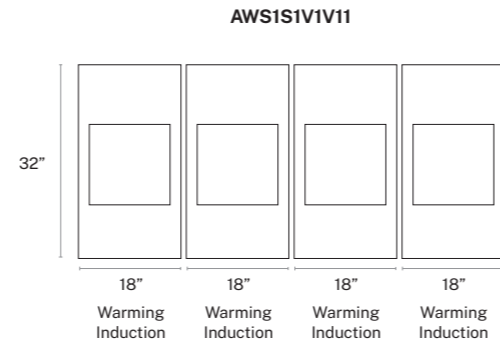 AWS1S1V1V11
32”
18” 18” 18” 18”
Warming Warming Warming Warming
Induction Induction Induction Induction